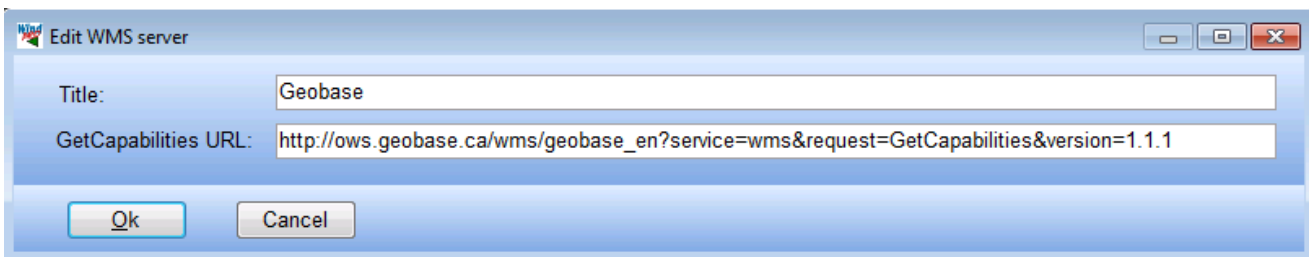 Wind
Edit WMS server
Title:
Geobase
GetCapabilities URL:
http://ows.geobase.ca/wms/geobase_en?service=wms&request=GetCapabilities&version=1.1.1
Ok
Cancel